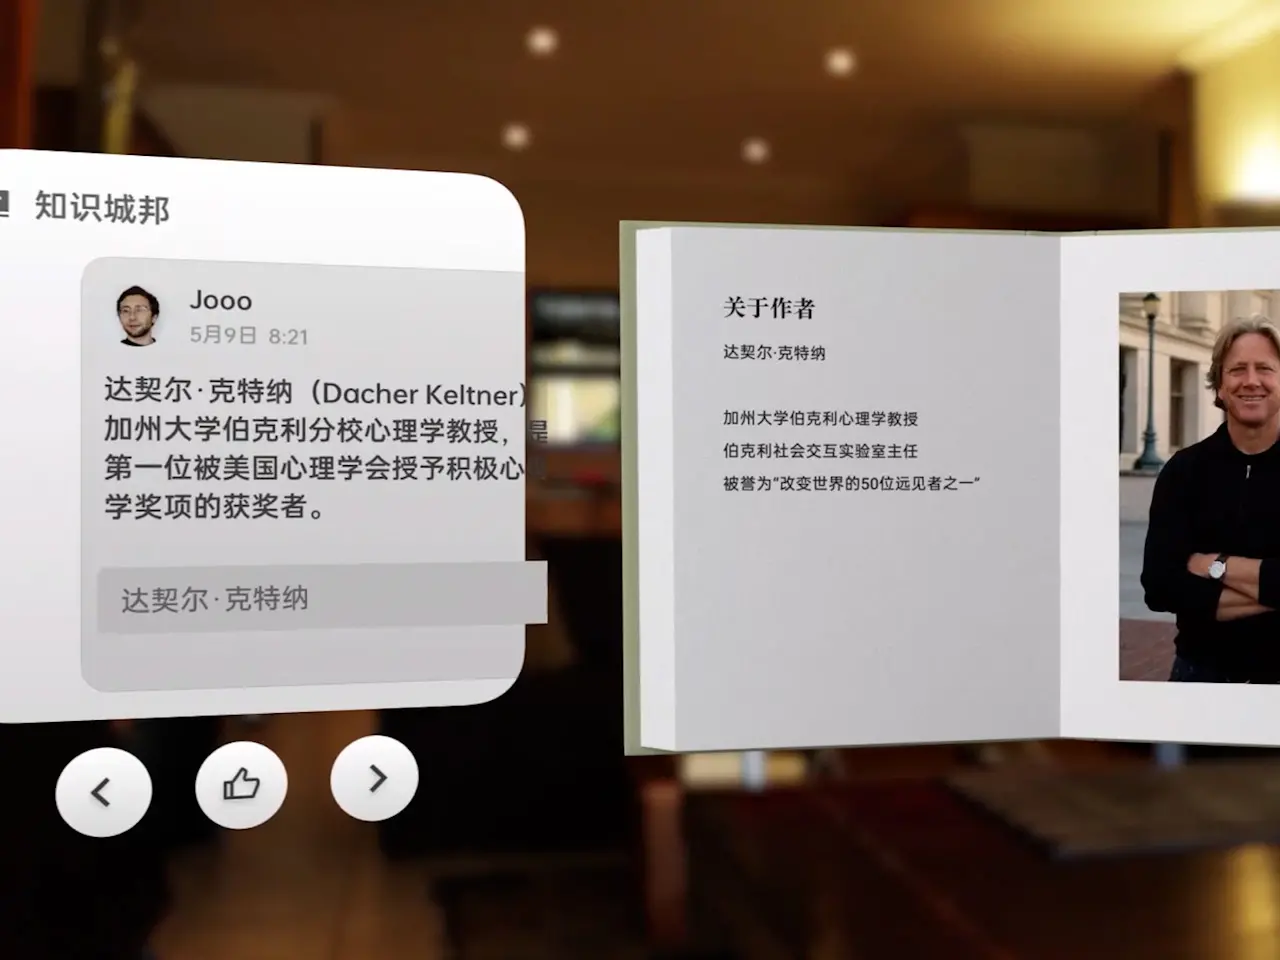 知识城邦
Jooo
5月9日 8:21
达契尔·克特纳（Dacher Keltner）
加州大学伯克利分校心理学教授，是
第一位被美国心理学会授予积极心
学奖项的获奖者。
达契尔·克特纳
关于作者
达契尔·克特纳
加州大学伯克利心理学教授
伯克利社会交互实验室主任
被誉为“改变世界的50位远见者之一”